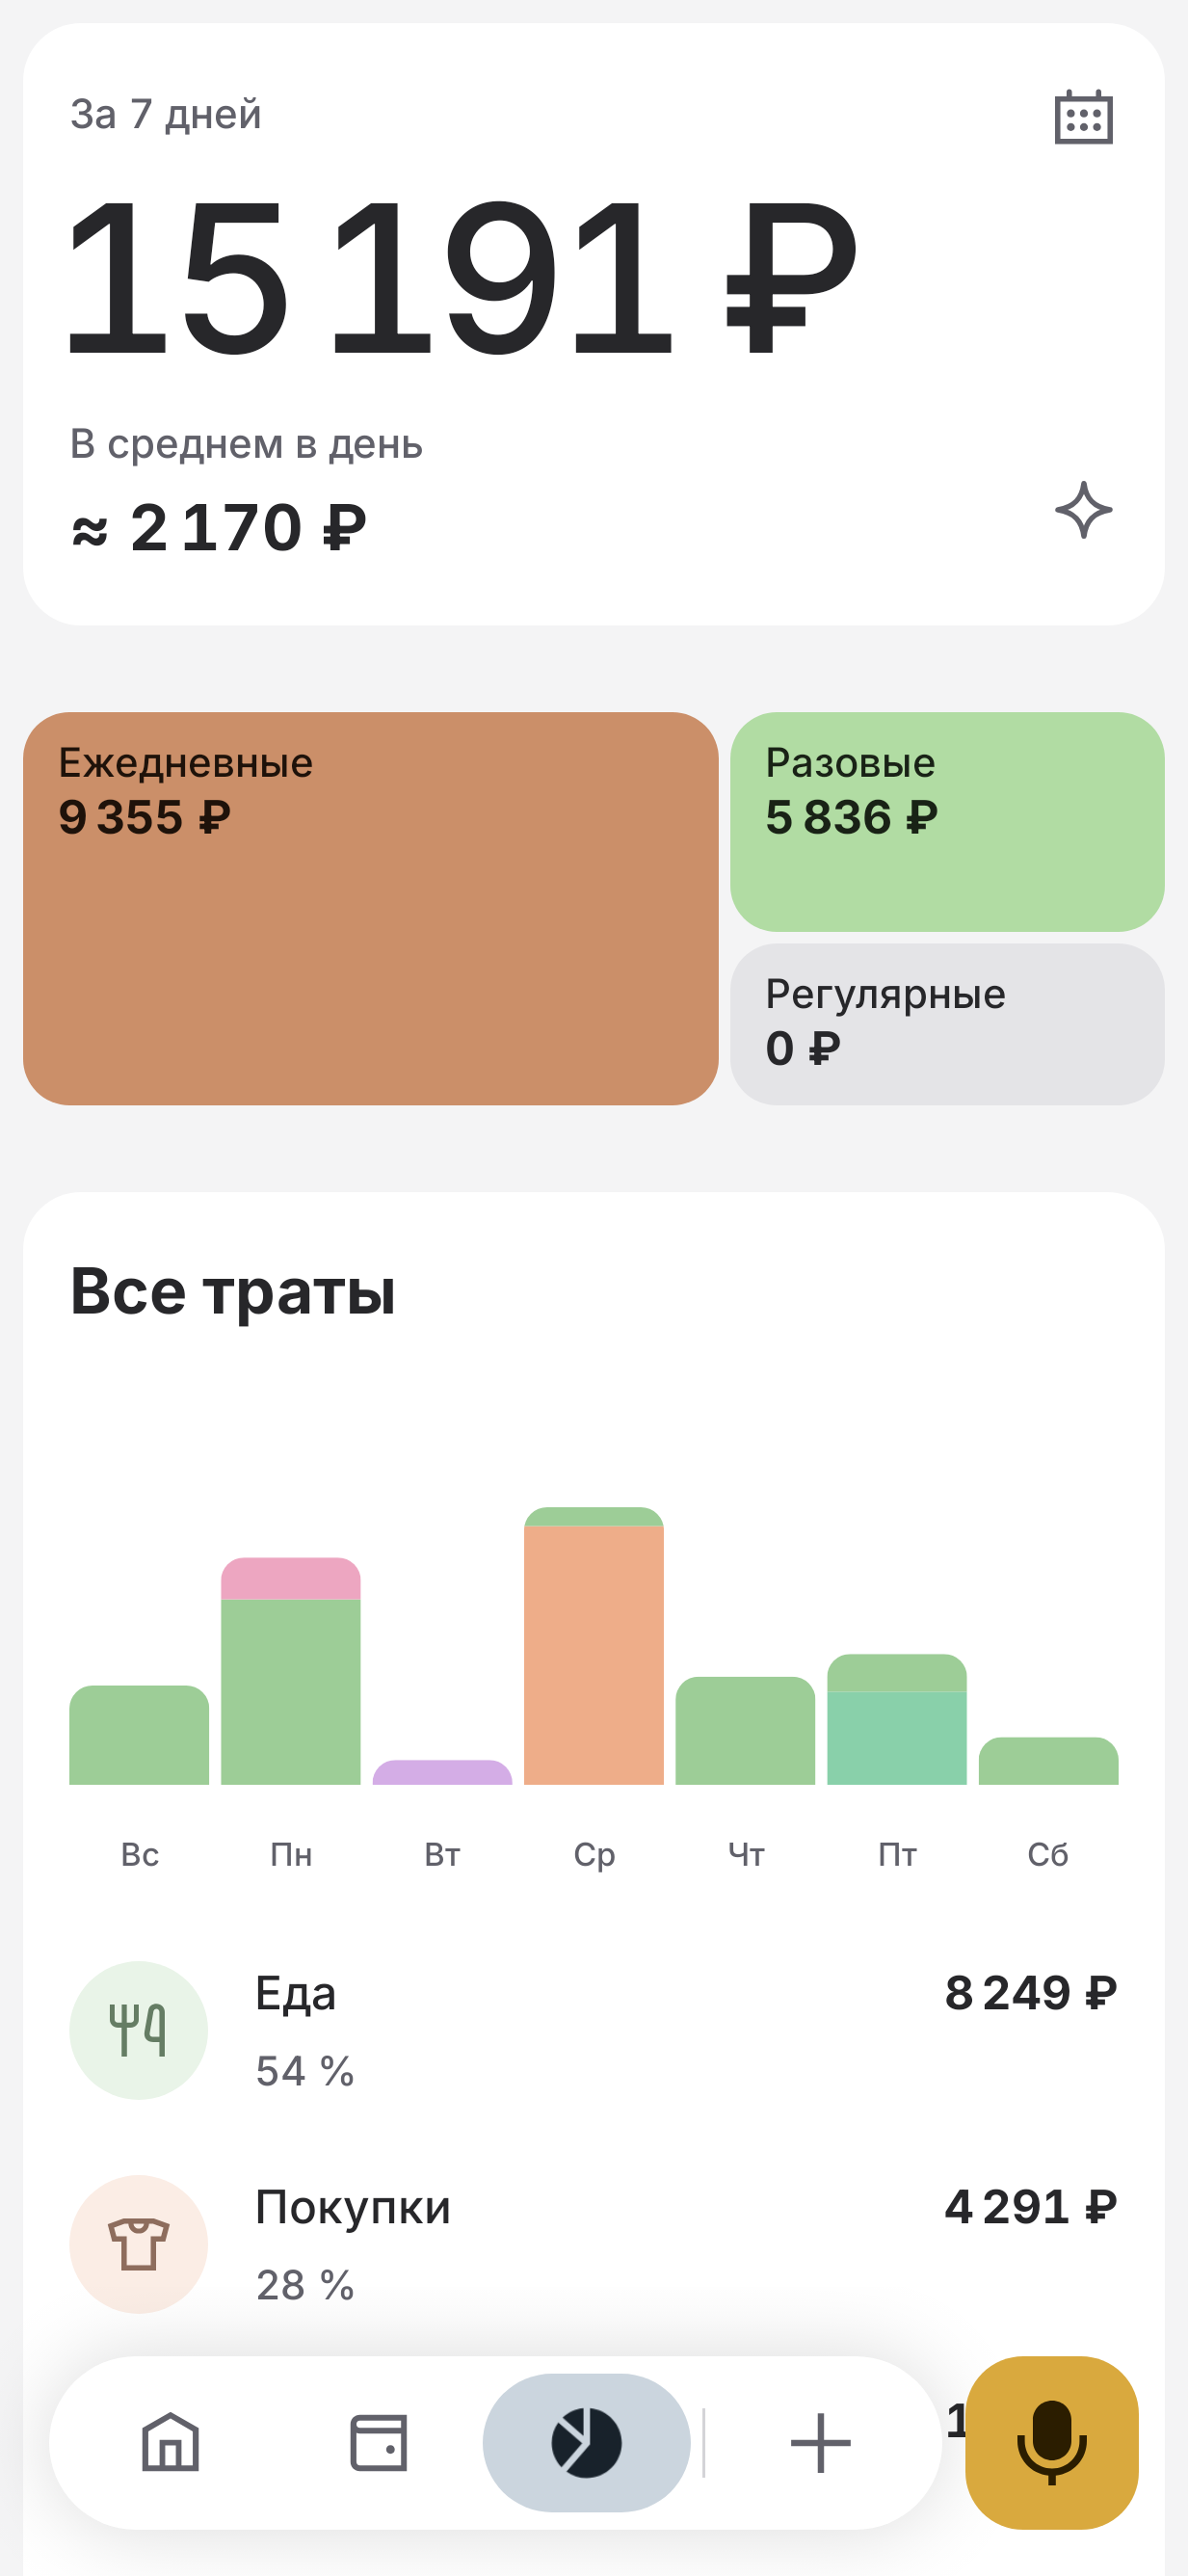 За 7 дней
15 191 ₽
В среднем в день
≈ 2 170 ₽
Ежедневные
9 355 ₽
Разовые
5 836 ₽
Регулярные
0 ₽
Все траты
Вс Пн Вт Ср Чт Пт Сб
Еда
8 249 ₽
54 %
Покупки
4 291 ₽
28 %